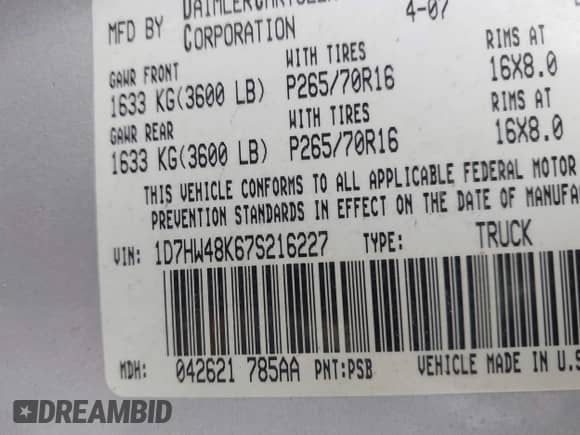 MFD BY DAIMLERCHRYSLER 4-07
CORPORATION
GAWR FRONT WITH TIRES RIMS AT
1633 KG(3600 LB) P265/70R16 16X8.0
GAWR REAR WITH TIRES RIMS AT
1633 KG(3600 LB) P265/70R16 16X8.0
THIS VEHICLE CONFORMS TO ALL APPLICABLE FEDERAL MOTOR
PREVENTION STANDARDS IN EFFECT ON THE DATE OF MANUFA
VIN: 1D7HW48K67S216227 TYPE: TRUCK
MDH: 042621 785AA PNT:PSB VEHICLE MADE IN U.S
DREAMBID